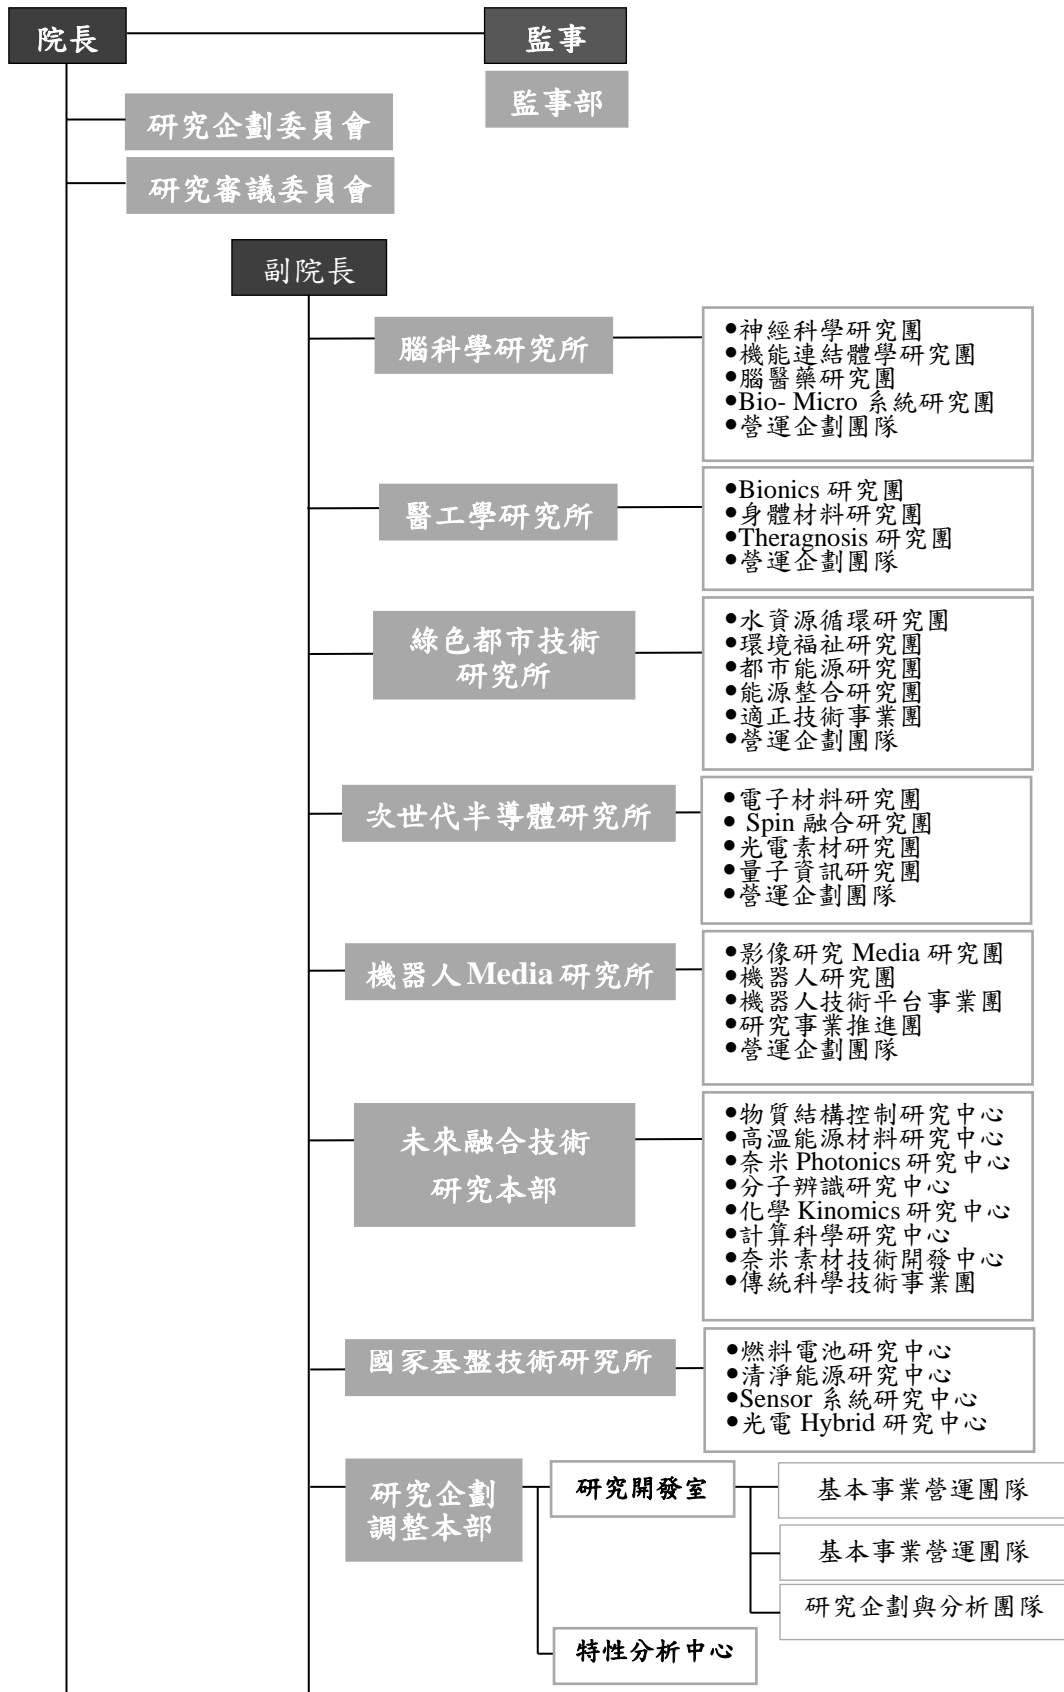 院長
監事
監事部
研究企劃委員會
研究審議委員會
副院長
腦科學研究所
●神經科學研究團
●機能連結體學研究團
●腦醫藥研究團
●Bio- Micro 系統研究團
●營運企劃團隊
醫工學研究所
●Bionics 研究團
●身體材料研究團
●Theragnosis 研究團
●營運企劃團隊
綠色都市技術
研究所
●水資源循環研究團
●環境福祉研究團
●都市能源研究團
●能源整合研究團
●適正技術事業團
●營運企劃團隊
次世代半導體研究所
●電子材料研究團
● Spin 融合研究團
●光電素材研究團
●量子資訊研究團
●營運企劃團隊
機器人 Media 研究所
●影像研究 Media 研究團
●機器人研究團
●機器人技術平台事業團
●研究事業推進團
●營運企劃團隊
未來融合技術
研究本部
●物質結構控制研究中心
●高溫能源材料研究中心
●奈米 Photonics 研究中心
●分子辨識研究中心
●化學 Kinomics 研究中心
●計算科學研究中心
●奈米素材技術開發中心
●傳統科學技術事業團
國家基盤技術研究所
●燃料電池研究中心
●清淨能源研究中心
●Sensor 系統研究中心
●光電 Hybrid 研究中心
研究企劃
調整本部
研究開發室
基本事業營運團隊
基本事業營運團隊
研究企劃與分析團隊
特性分析中心